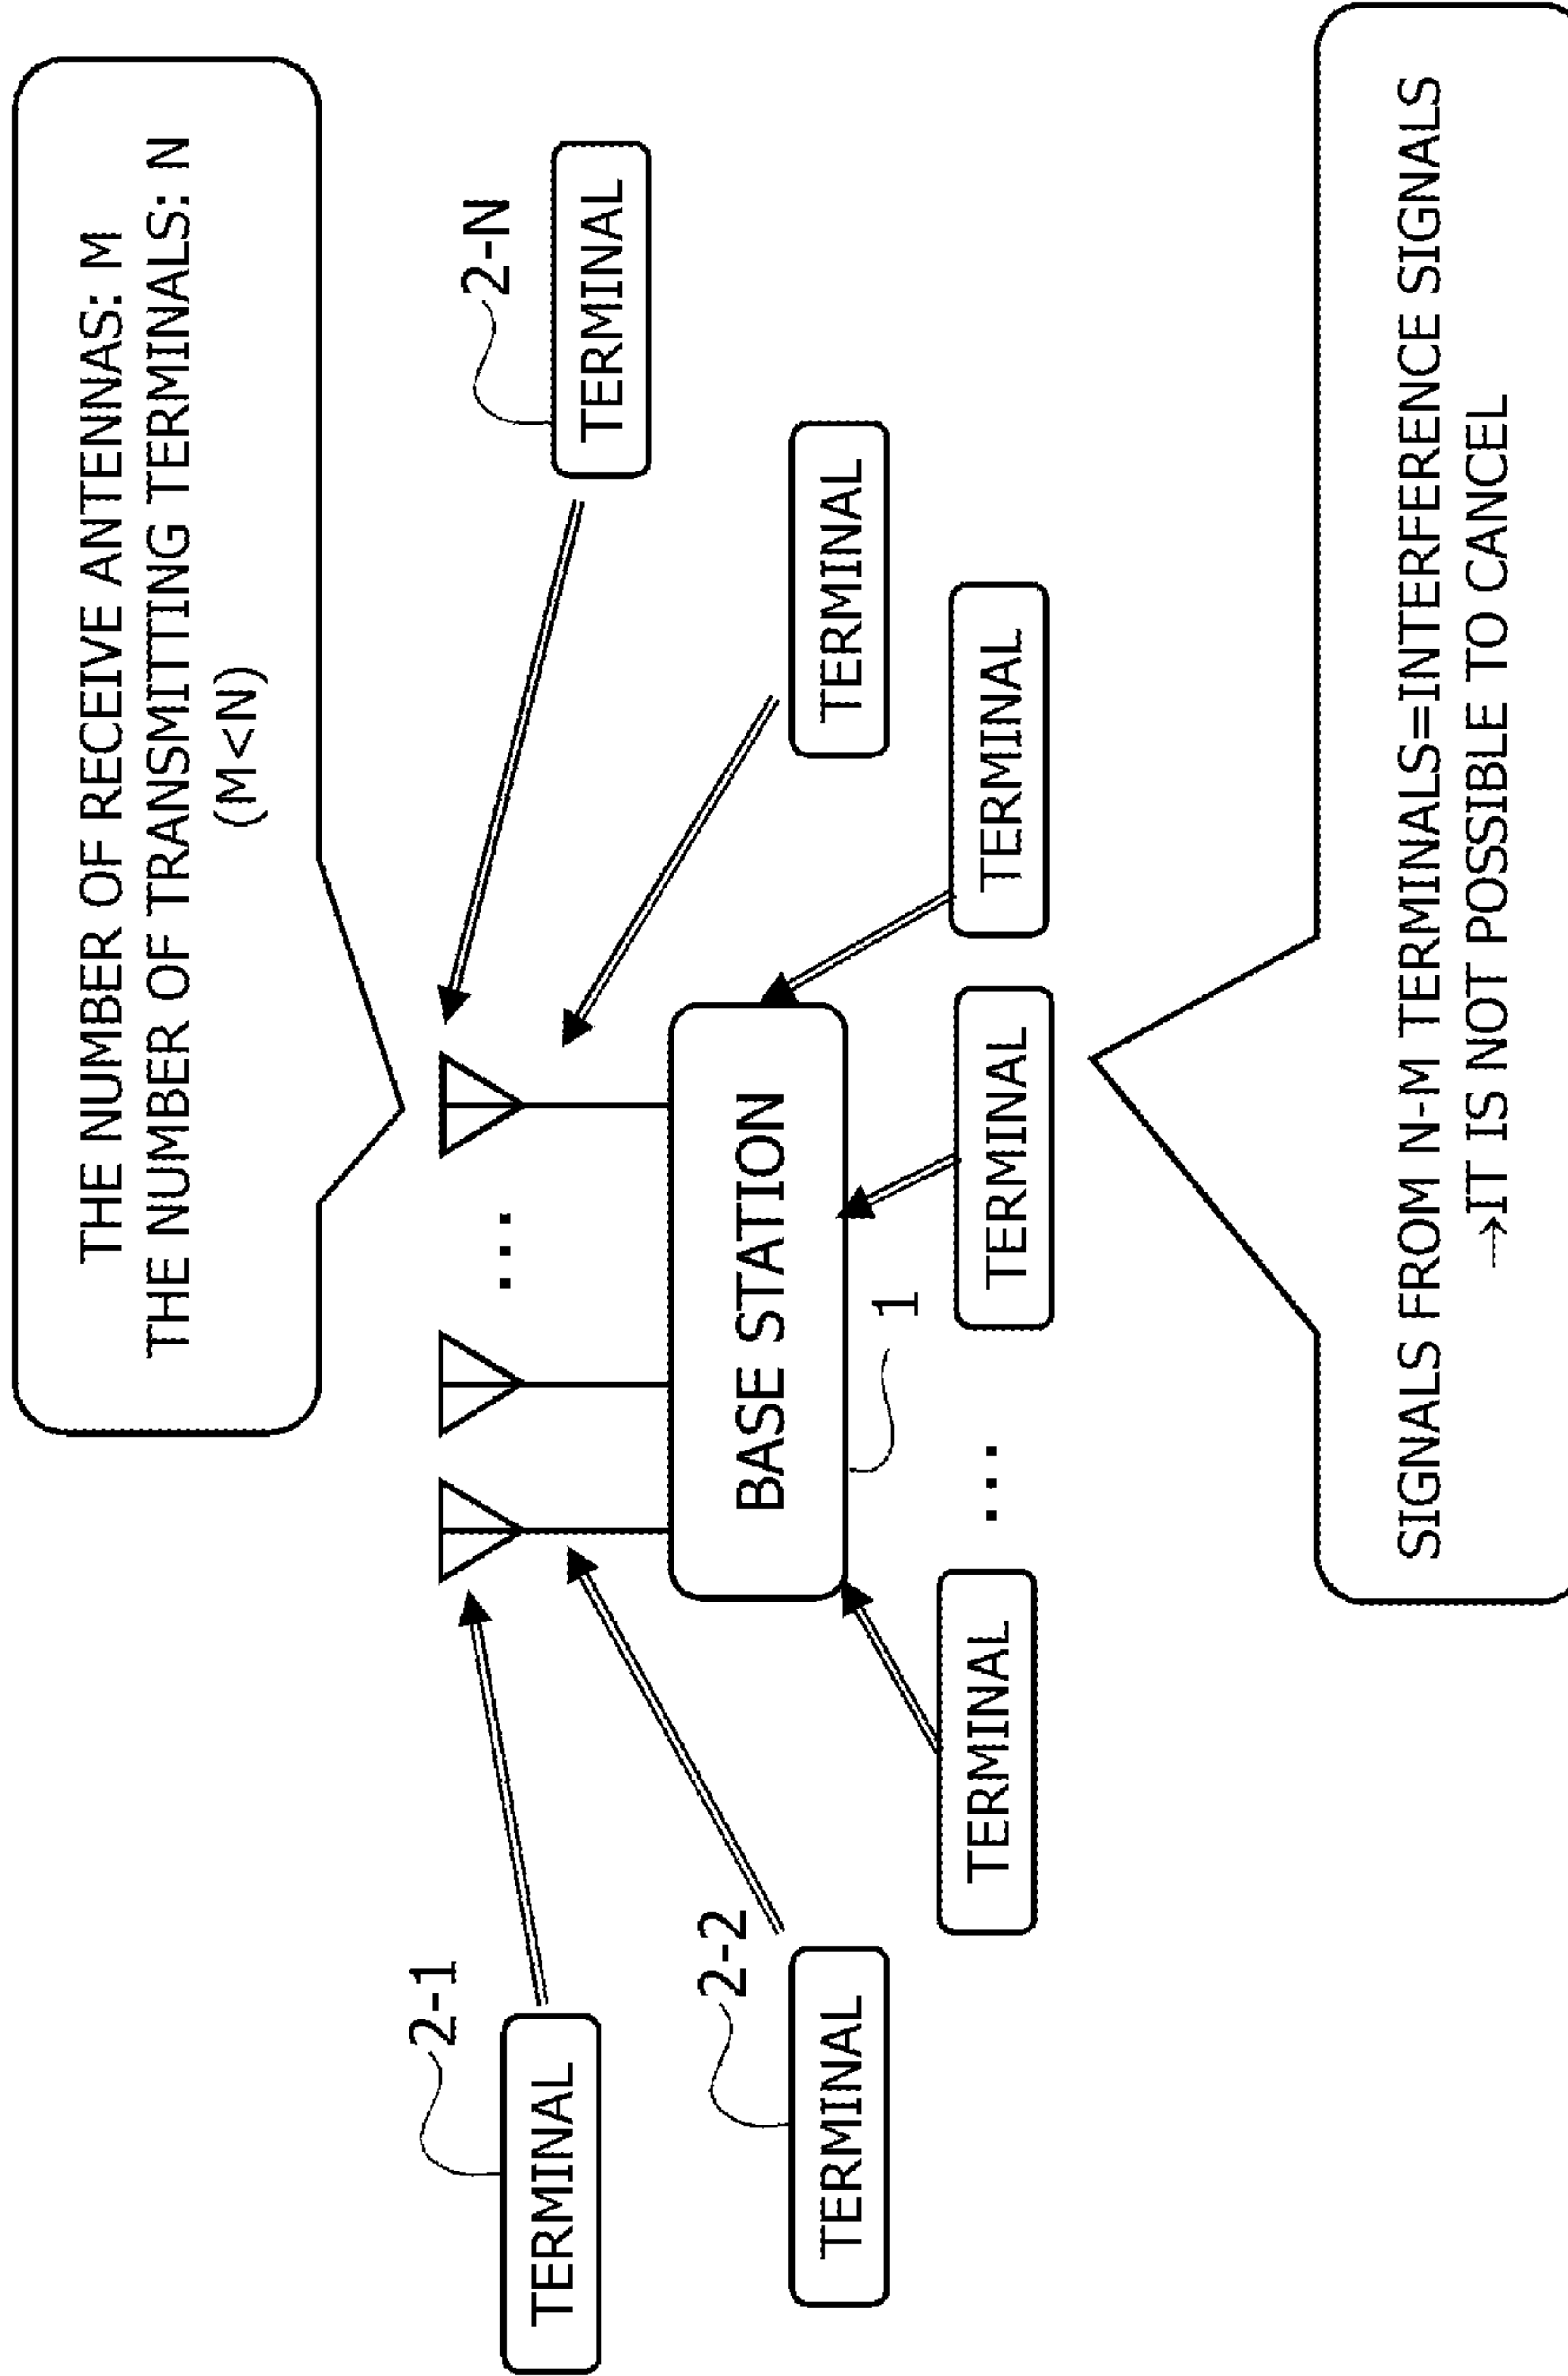 THE NUMBER OF RECEIVE ANTENNAS: M
THE NUMBER OF TRANSMITTING TERMINALS: N
(M<N)
2-1
TERMINAL
2-N
TERMINAL
2-2
TERMINAL
TERMINAL
BASE STATION
1
TERMINAL
...
TERMINAL
TERMINAL
SIGNALS FROM N-M TERMINALS=INTERFERENCE SIGNALS
→IT IS NOT POSSIBLE TO CANCEL